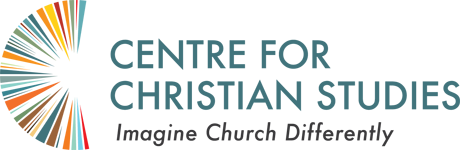 CENTRE FOR
CHRISTIAN STUDIES
Imagine Church Differently